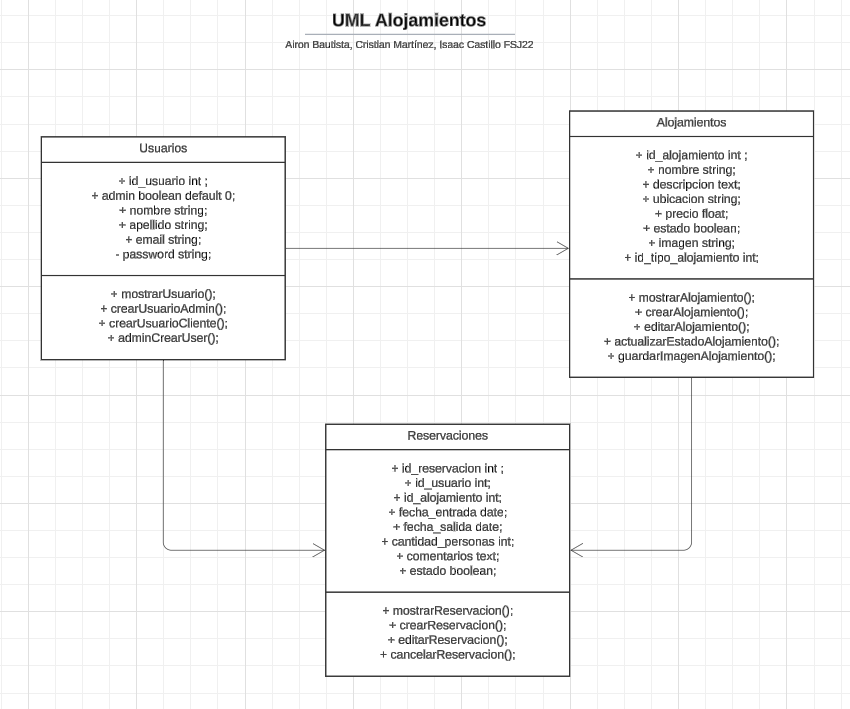 UML Alojamientos
Airon Bautista, Cristian Martínez, Isaac Castillo FSJ22
Usuarios
+ id_usuario int ;
+ admin boolean default 0;
+ nombre string;
+ apellido string;
+ email string;
- password string;
+ mostrarUsuario();
+ crearUsuarioAdmin();
+ crearUsuarioCliente();
+ adminCrearUser();
Alojamientos
+ id_alojamiento int ;
+ nombre string;
+ descripcion text;
+ ubicacion string;
+ precio float;
+ estado boolean;
+ imagen string;
+ id_tipo_alojamiento int;
+ mostrarAlojamiento();
+ crearAlojamiento();
+ editarAlojamiento();
+ actualizarEstadoAlojamiento();
+ guardarImagenAlojamiento();
Reservaciones
+ id_reservacion int ;
+ id_usuario int;
+ id_alojamiento int;
+ fecha_entrada date;
+ fecha_salida date;
+ cantidad_personas int;
+ comentarios text;
+ estado boolean;
+ mostrarReservacion();
+ crearReservacion();
+ editarReservacion();
+ cancelarReservacion();